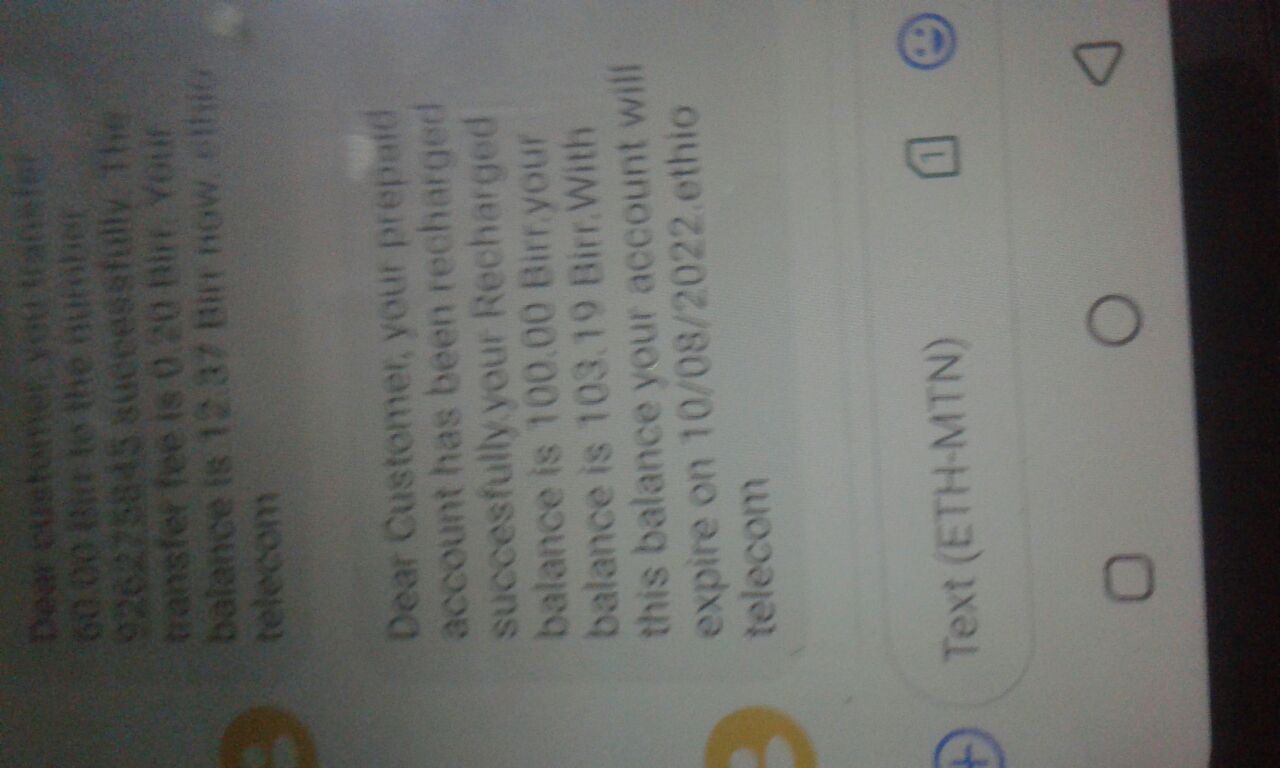 Dear customer, you transfer
60.00 Birr to the number
926275845 successfully. The
transfer fee is 0.20 Birr. Your
balance is 12.37 Birr now. ethio
telecom
Dear Customer, your prepaid
account has been recharged
succesfully.your Recharged
balance is 100.00 Birr.your
balance is 103.19 Birr.With
this balance your account will
expire on 10/08/2022.ethio
telecom
Text (ETH-MTN)
1